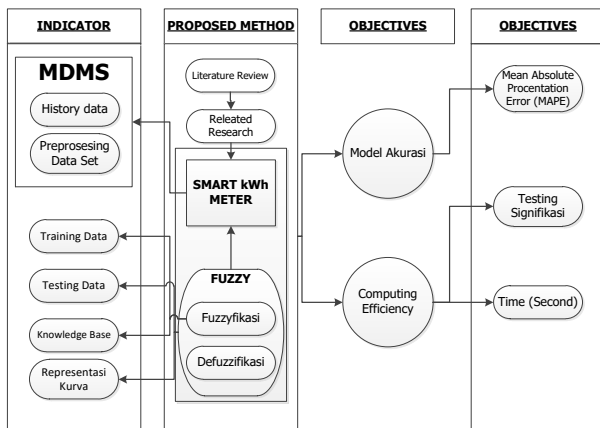 INDICATOR
MDMS
History data
Preprosesing
Data Set
Training Data
Testing Data
Knowledge Base
Representasi
Kurva
PROPOSED METHOD
Literature Review
Releated
Research
SMART kWh
METER
FUZZY
Fuzzyfikasi
Defuzzifikasi
OBJECTIVES
Model Akurasi
Computing
Efficiency
OBJECTIVES
Mean Absolute
Procentation
Error (MAPE)
Testing
Signifikasi
Time (Second)